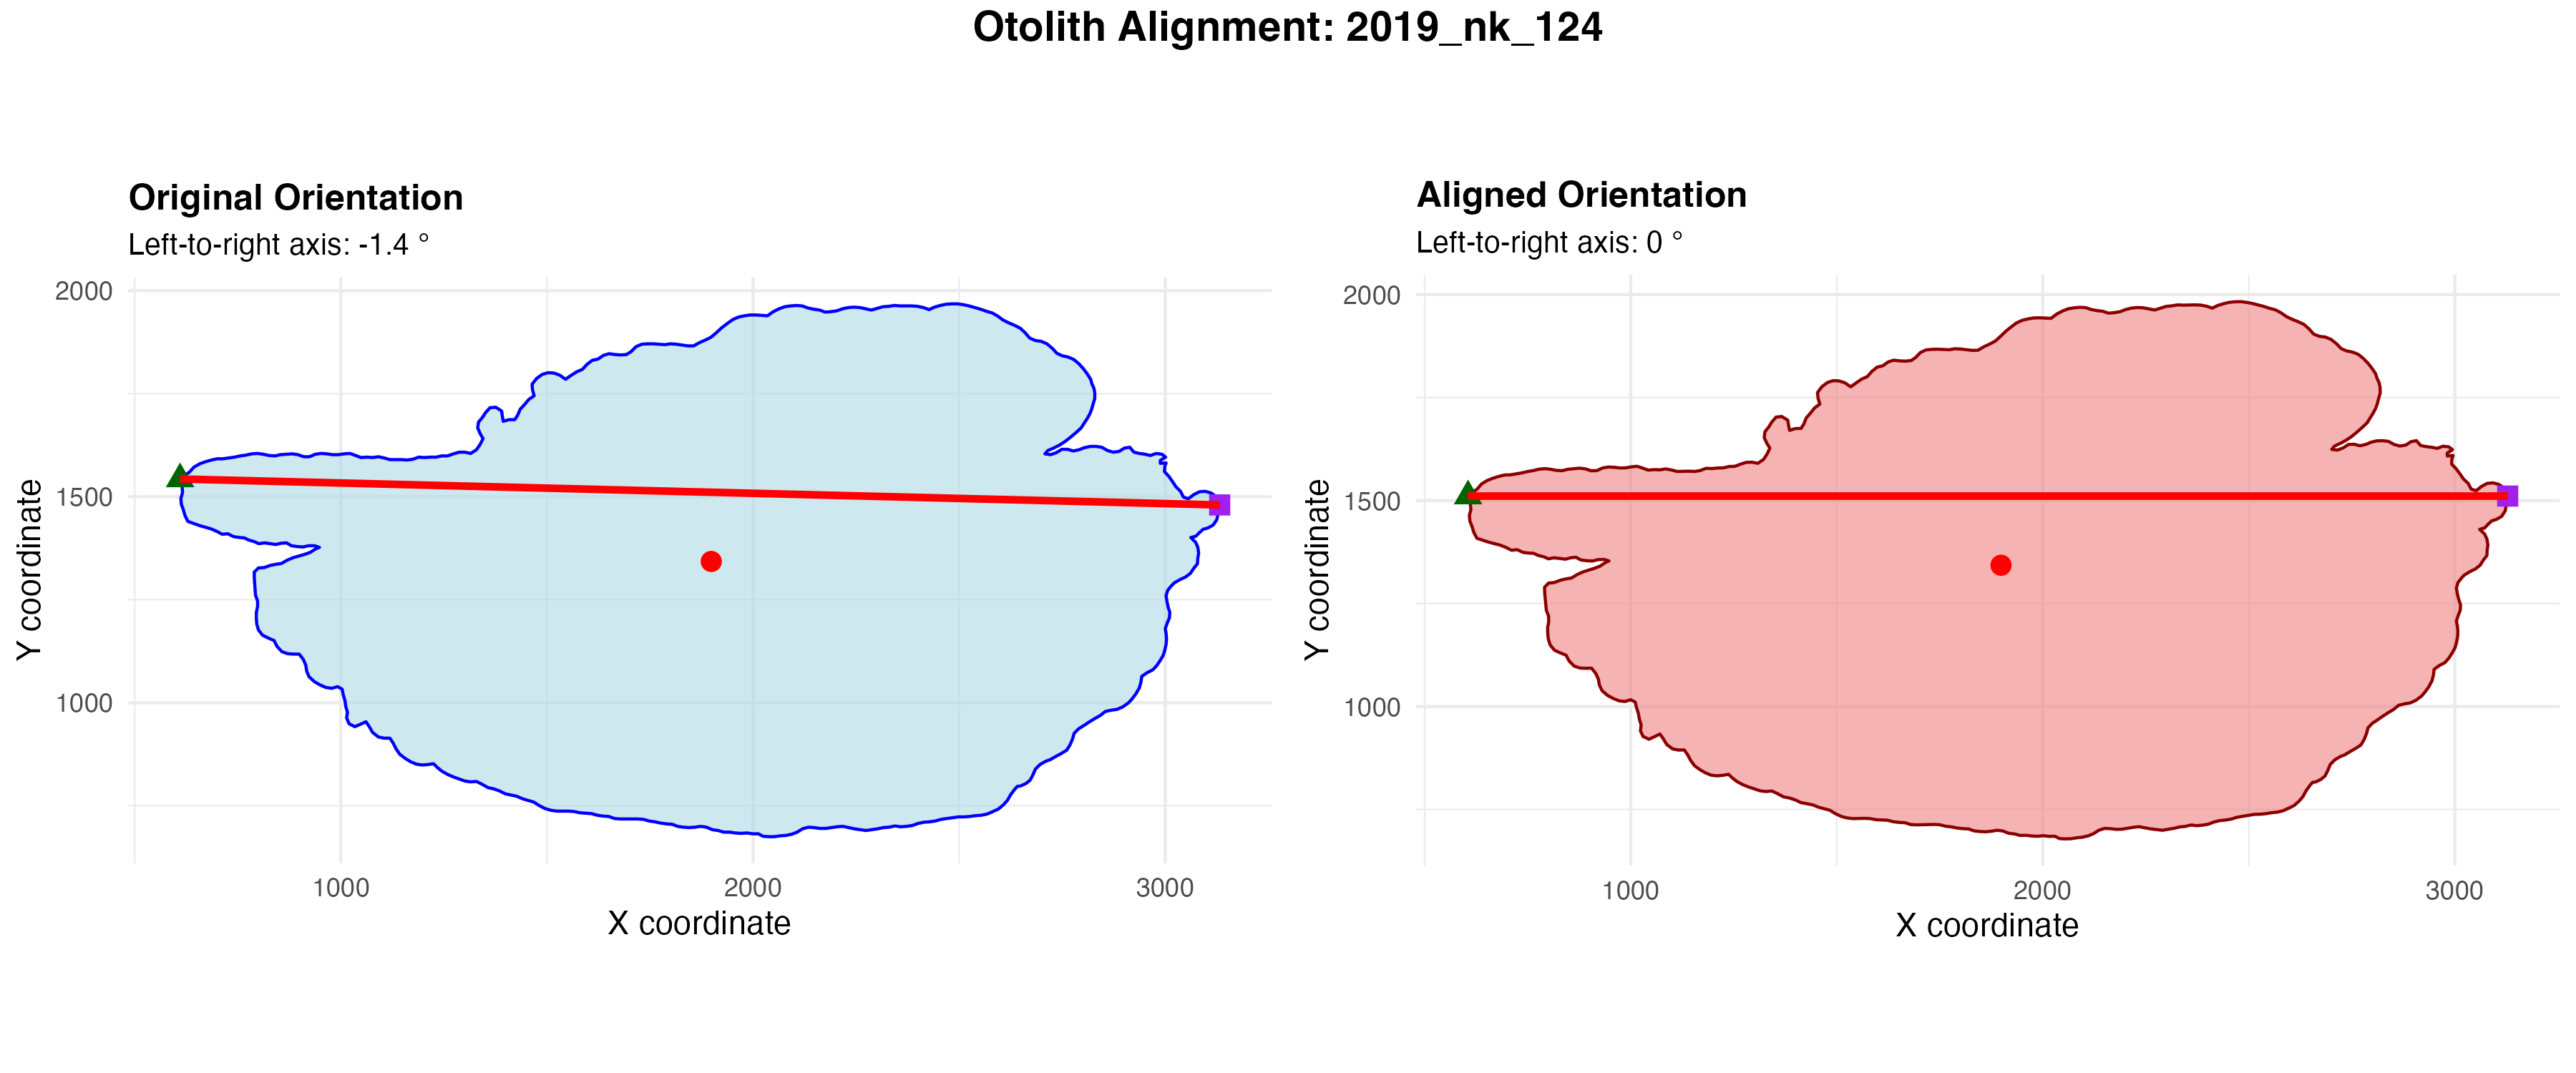 Otolith Alignment: 2019_nk_124
Original Orientation
Left-to-right axis: -1.4 °
2000
1500
1000
Y coordinate
1000 2000 3000
X coordinate
Aligned Orientation
Left-to-right axis: 0 °
2000
1500
1000
Y coordinate
1000 2000 3000
X coordinate